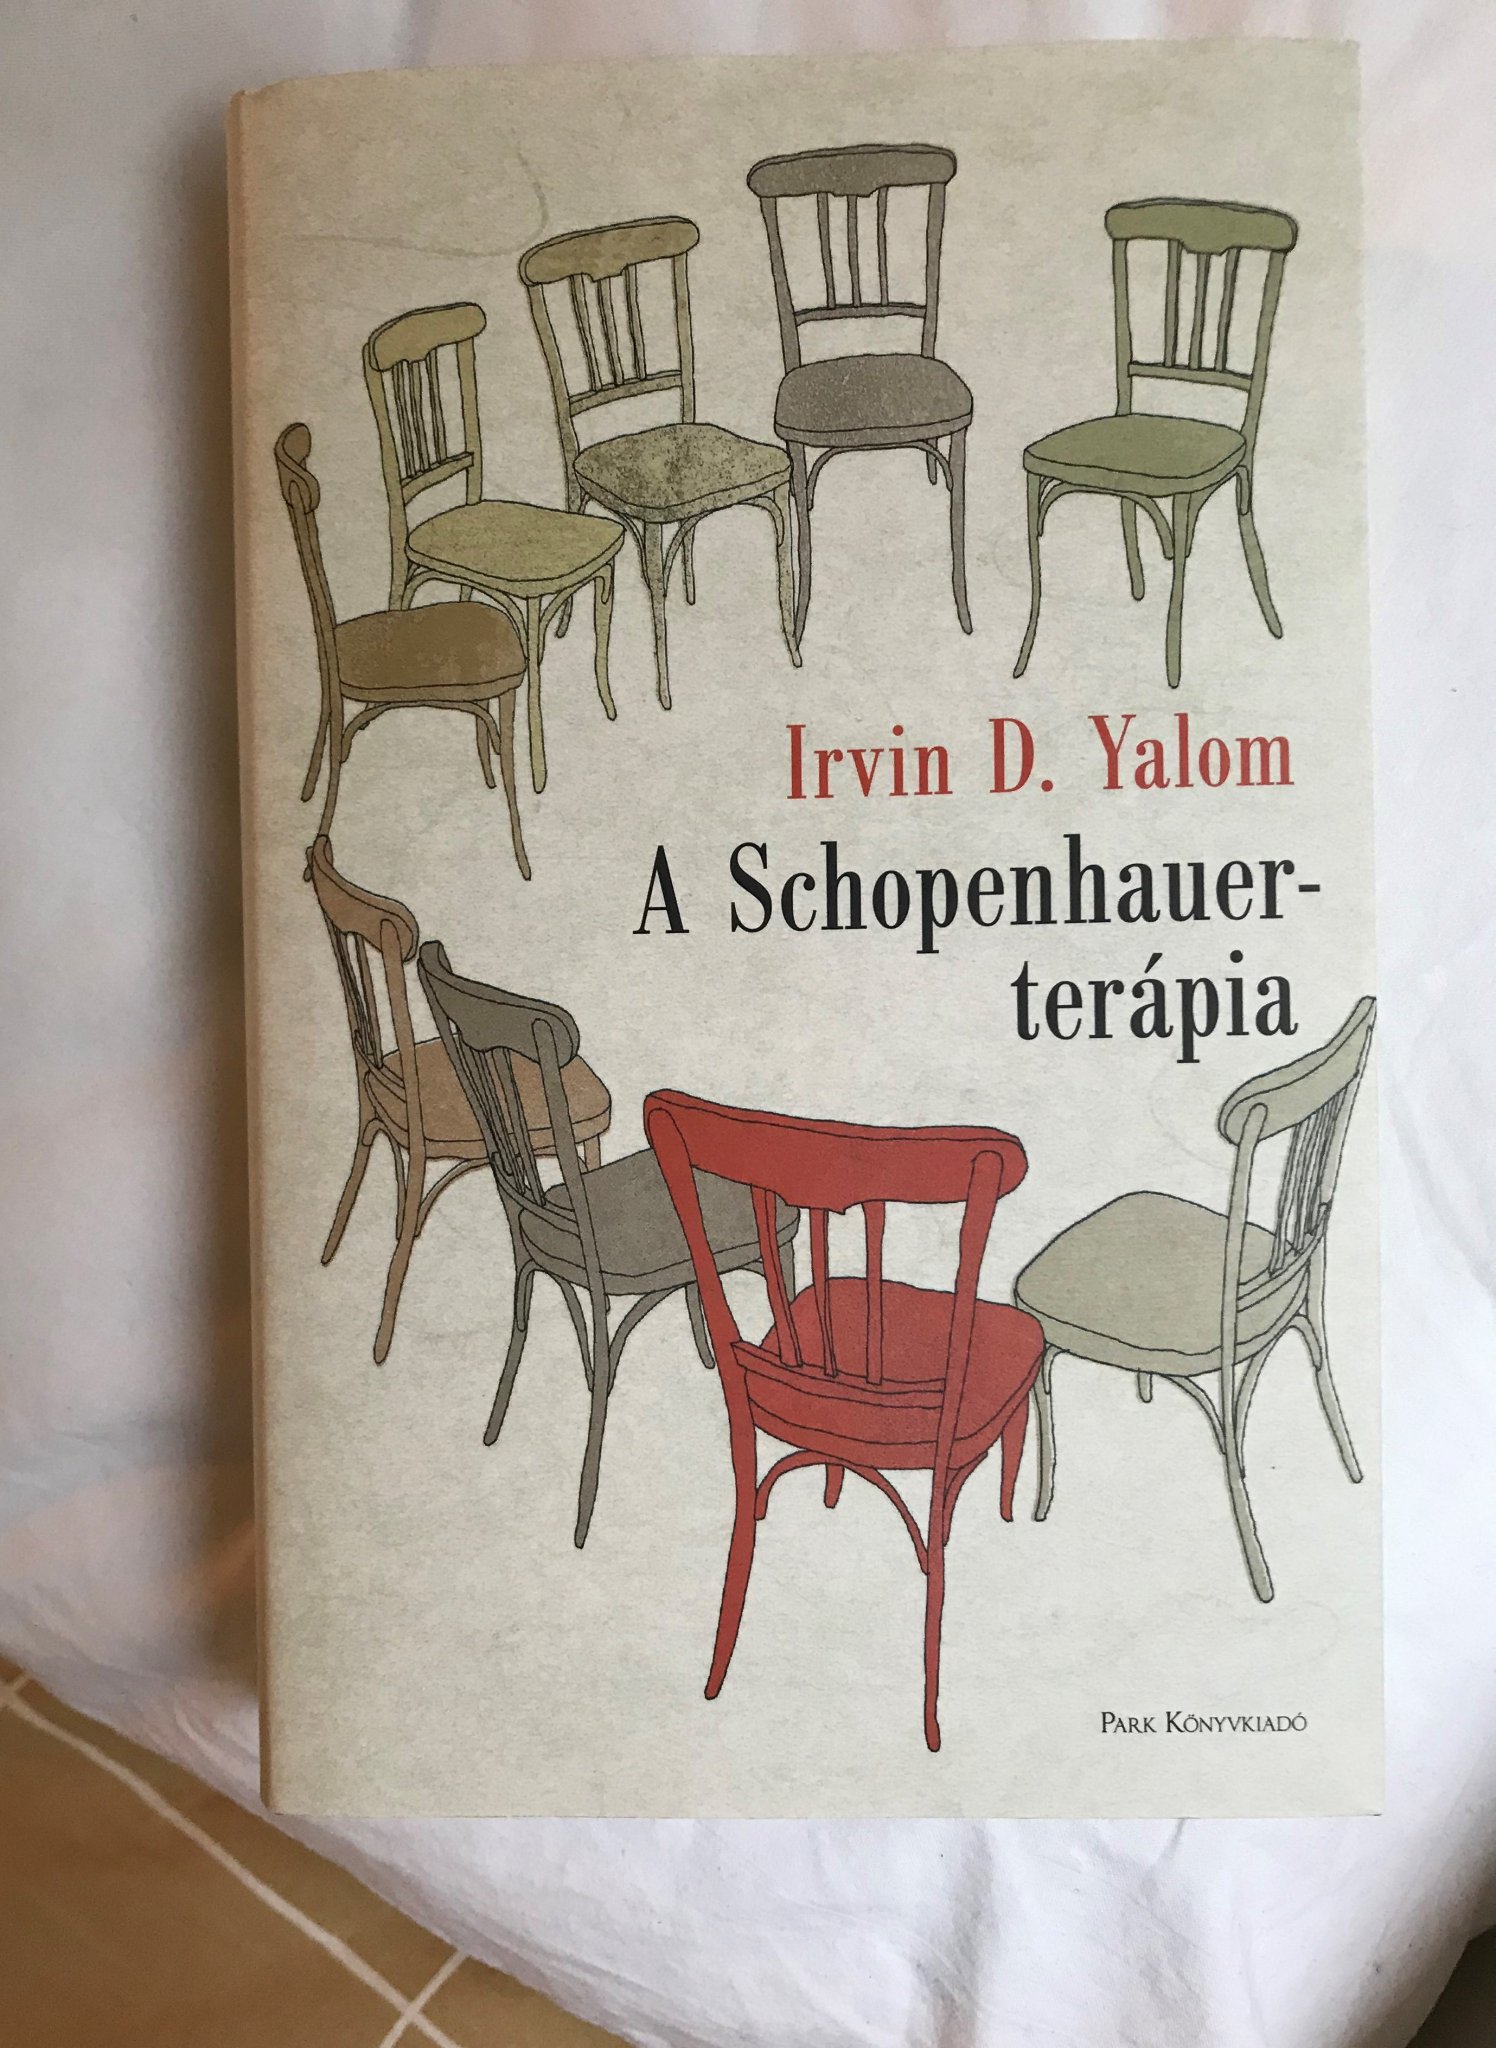 Irvin D. Yalom
A Schopenhauer-
terápia
PARK KÖNYVKIADÓ